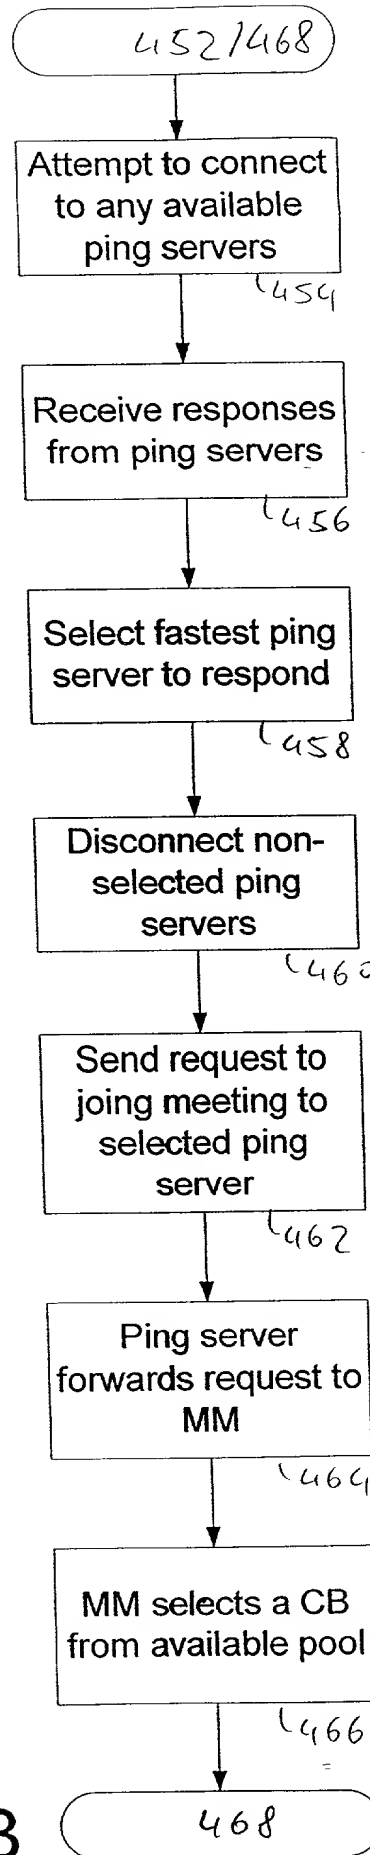 452/468
Attempt to connect
to any available
ping servers
454
Receive responses
from ping servers
456
Select fastest ping
server to respond
458
Disconnect non-
selected ping
servers
460
Send request to
joing meeting to
selected ping
server
462
Ping server
forwards request to
MM
464
MM selects a CB
from available pool
466
468
B